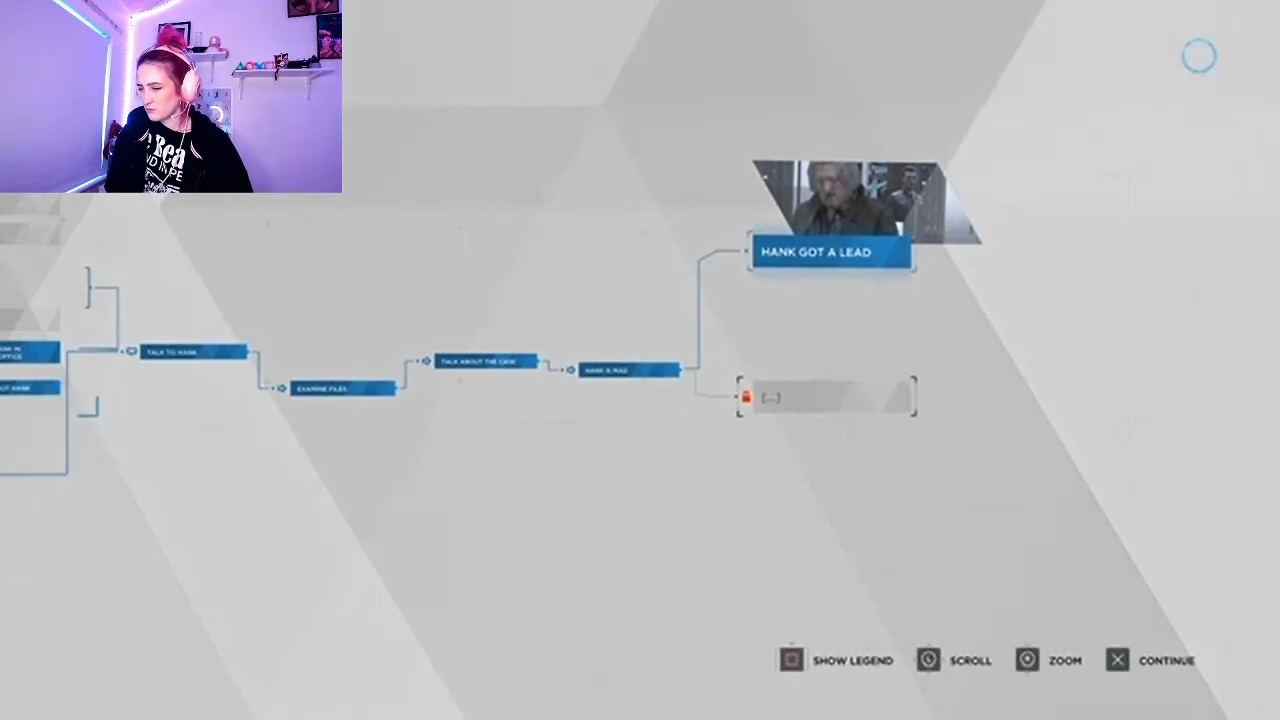 HANK GOT A LEAD
TALK TO HANK
TALK ABOUT THE CASE
HANK IS MAD
EXAMINE FILES
[...]
SHOW LEGEND
SCROLL
ZOOM
CONTINUE